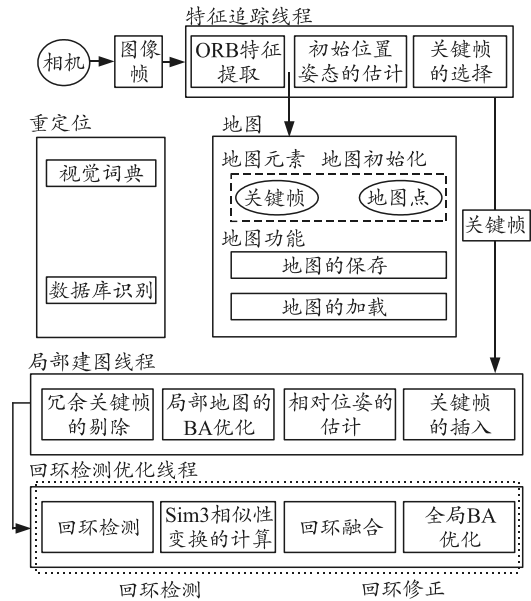 特征追踪线程
相机
图像
帧
ORB特征
提取
初始位置
姿态的估计
关键帧
的选择
重定位
视觉词典
数据库识别
地图
地图元素 地图初始化
关键帧
地图点
地图功能
地图的保存
地图的加载
关键帧
局部建图线程
冗余关键帧
的剔除
局部地图的
BA优化
相对位姿的
估计
关键帧
的插入
回环检测优化线程
回环检测
Sim3相似性
变换的计算
回环融合
全局BA
优化
回环检测
回环修正